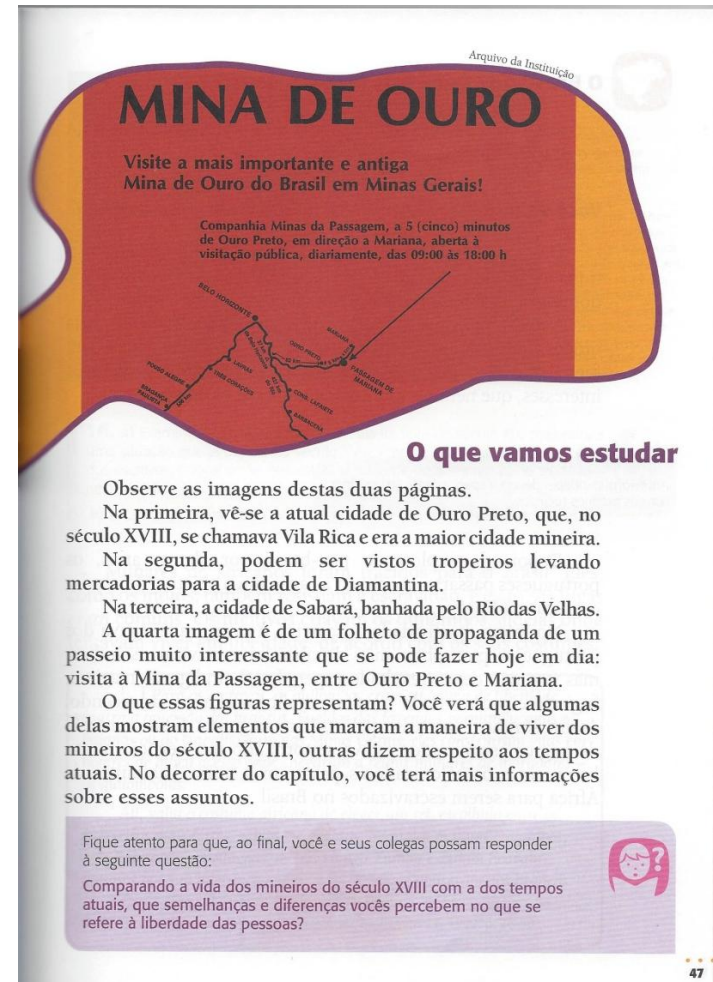 Arquivo da Instituição
MINA DE OURO
Visite a mais importante e antiga
Mina de Ouro do Brasil em Minas Gerais!
Companhia Minas da Passagem, a 5 (cinco) minutos
de Ouro Preto, em direção a Mariana, aberta à
visitação pública, diariamente, das 09:00 às 18:00 h
BELO HORIZONTE
MARIANA
OURO PRETO
PASSAGEM DE
MARIANA
LAVRAS
TRÊS CORAÇÕES
POUSO ALEGRE
BRAGANÇA
PAULISTA
CONS. LAFAIETE
BARBACENA
O que vamos estudar
Observe as imagens destas duas páginas.
Na primeira, vê-se a atual cidade de Ouro Preto, que, no
século XVIII, se chamava Vila Rica e era a maior cidade mineira.
Na segunda, podem ser vistos tropeiros levando
mercadorias para a cidade de Diamantina.
Na terceira, a cidade de Sabará, banhada pelo Rio das Velhas.
A quarta imagem é de um folheto de propaganda de um
passeio muito interessante que se pode fazer hoje em dia:
visita à Mina da Passagem, entre Ouro Preto e Mariana.
O que essas figuras representam? Você verá que algumas
delas mostram elementos que marcam a maneira de viver dos
mineiros do século XVIII, outras dizem respeito aos tempos
atuais. No decorrer do capítulo, você terá mais informações
sobre esses assuntos.
Fique atento para que, ao final, você e seus colegas possam responder
à seguinte questão:
Comparando a vida dos mineiros do século XVIII com a dos tempos
atuais, que semelhanças e diferenças vocês percebem no que se
refere à liberdade das pessoas?
47